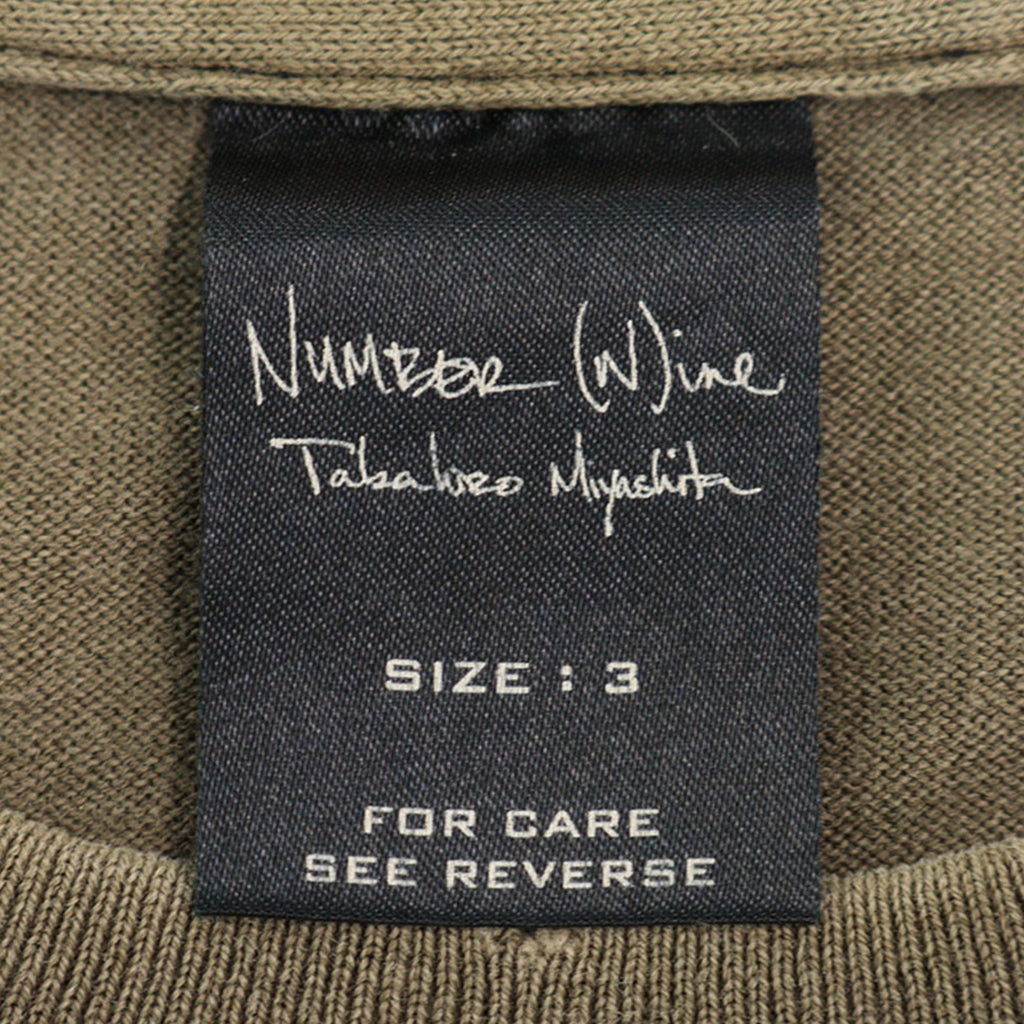 NUMBER (N)ine
Takahiro Miyashita
SIZE : 3
FOR CARE
SEE REVERSE